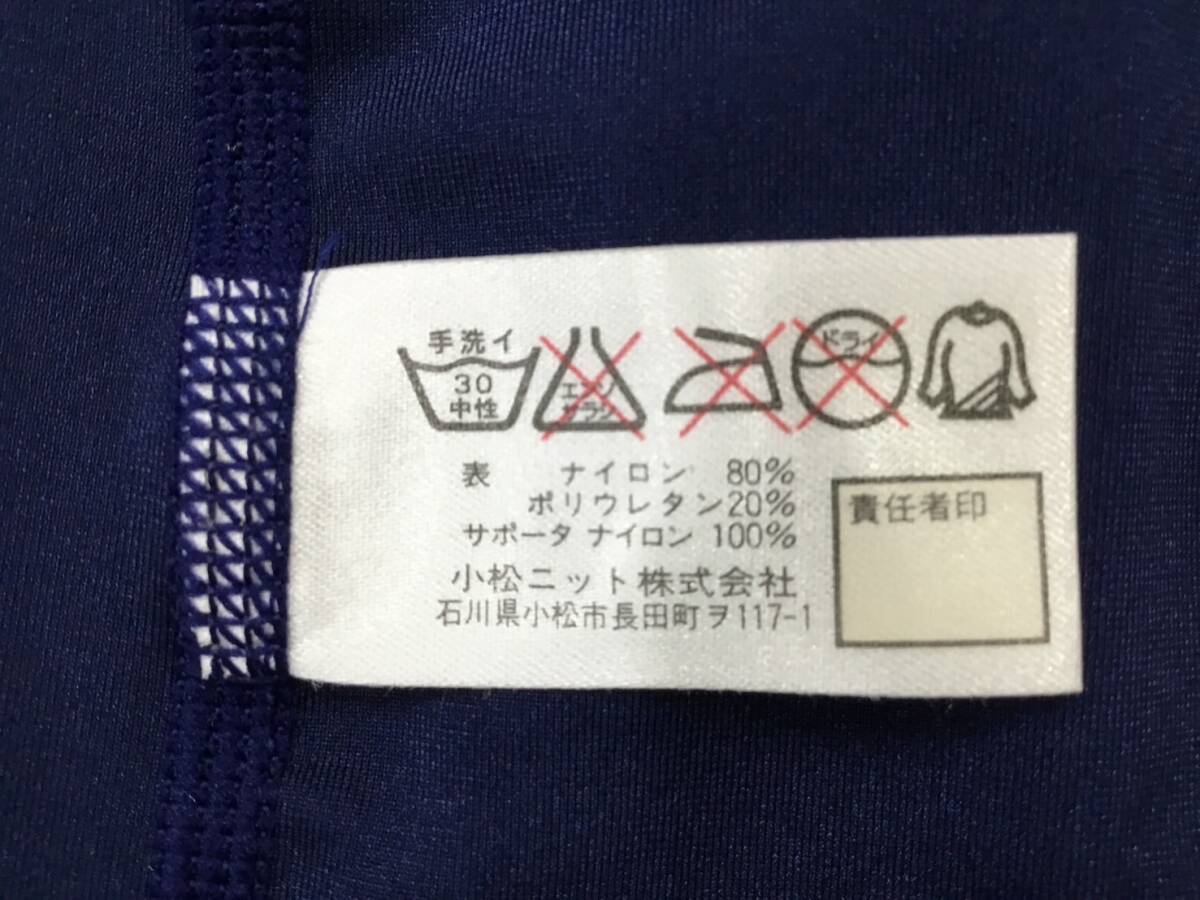 手洗イ
30
中性
エンソ
サラシ
ドライ
表 ナイロン 80%
ポリウレタン20%
サポータ ナイロン 100%
小松ニット株式会社
石川県小松市長田町ヲ117-1
責任者印